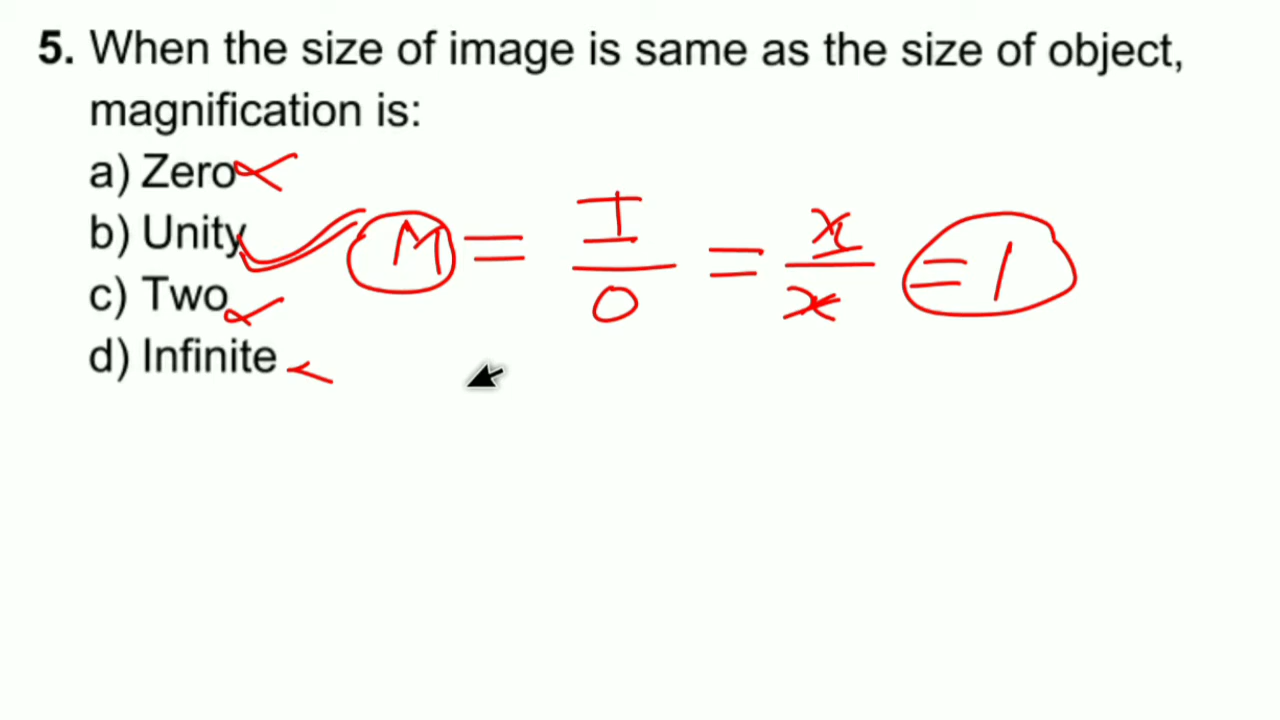 5. When the size of image is same as the size of object,
magnification is:
a) Zero
b) Unity
c) Two
d) Infinite
M = I/O = x/x = 1